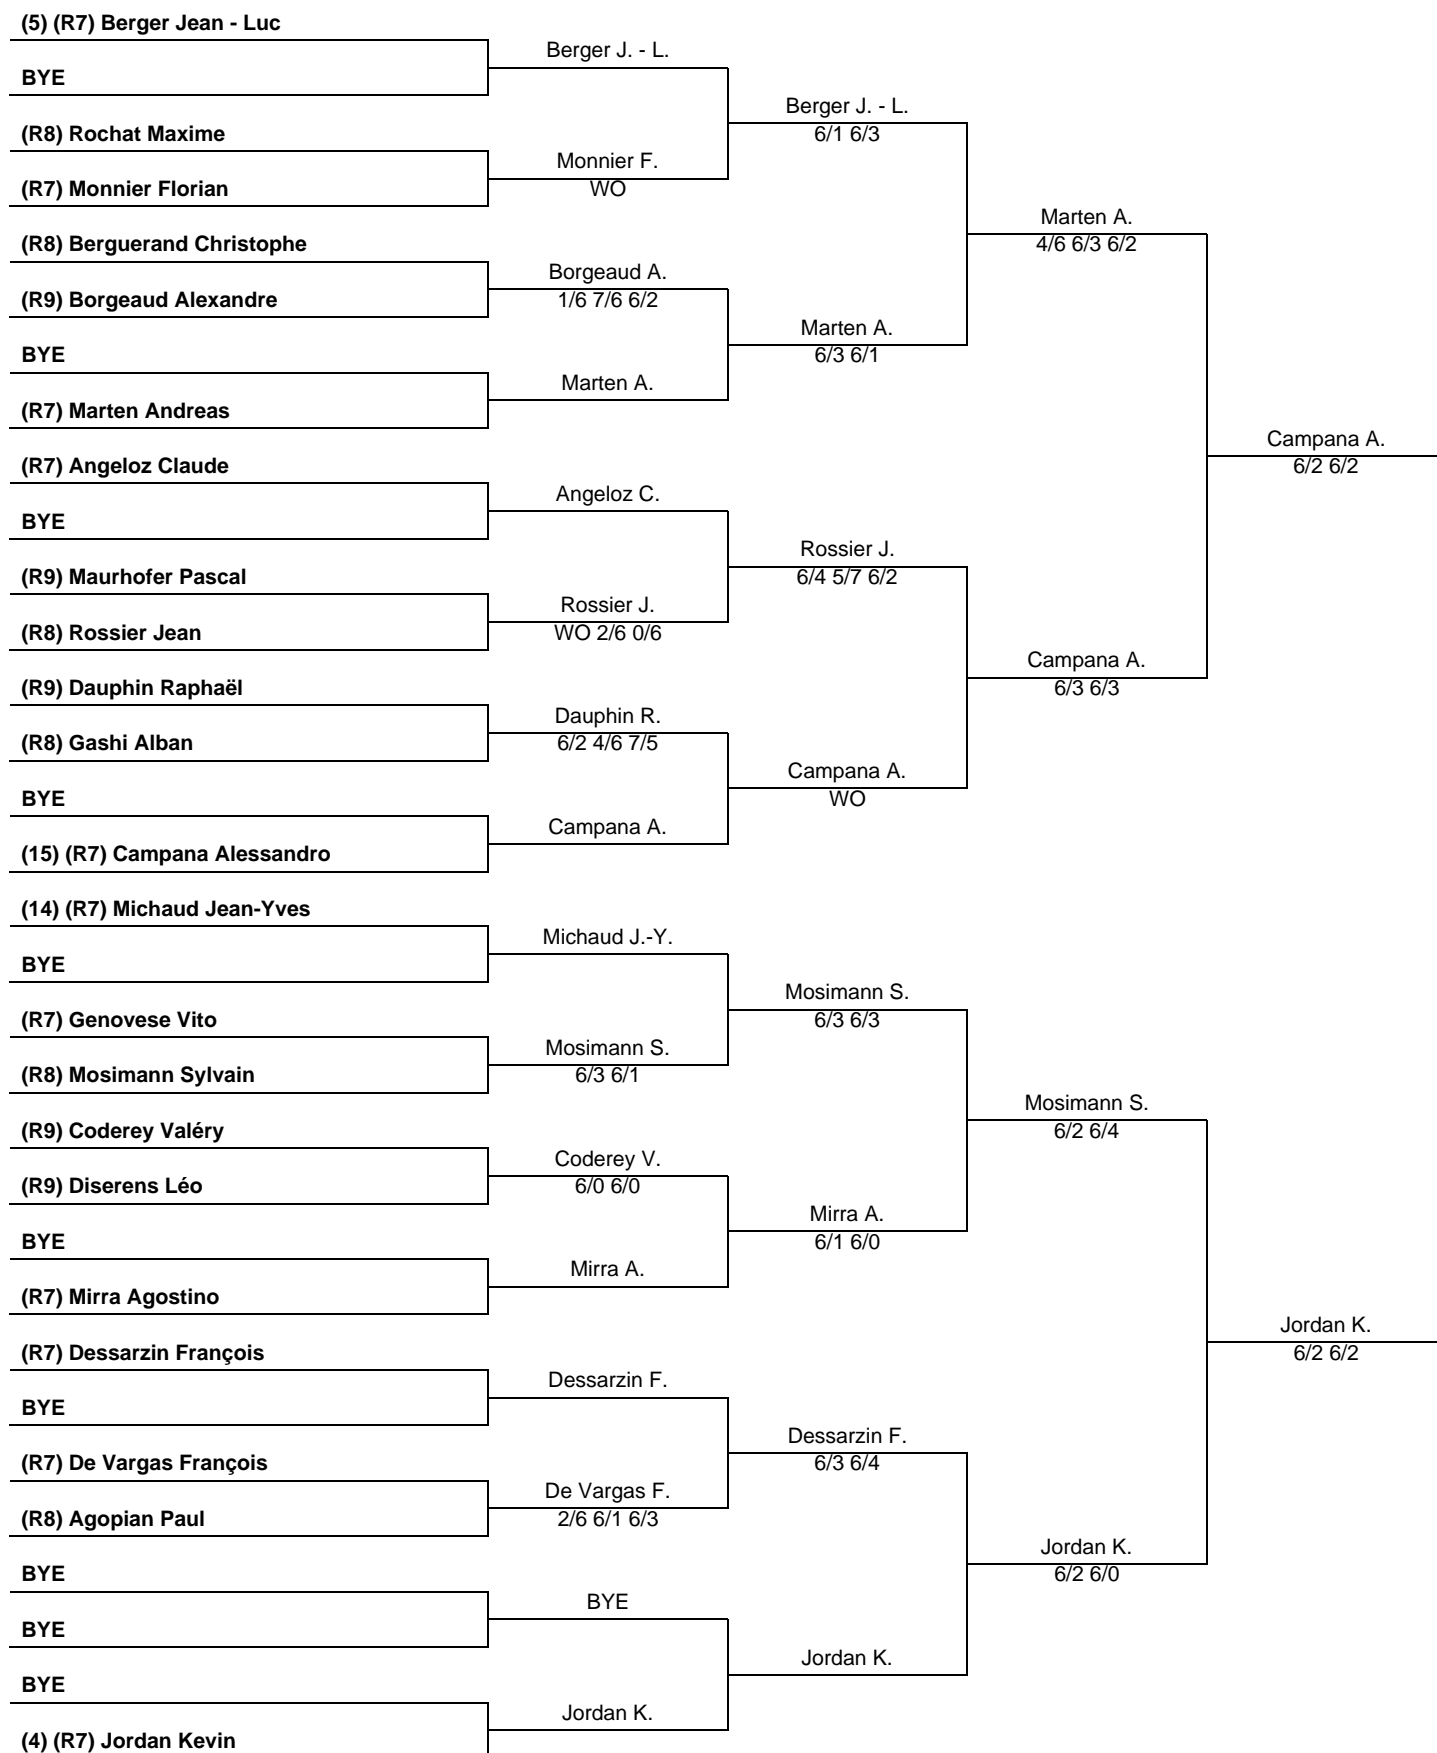 (5) (R7) Berger Jean - Luc
BYE
(R8) Rochat Maxime
(R7) Monnier Florian
(R8) Berguerand Christophe
(R9) Borgeaud Alexandre
BYE
(R7) Marten Andreas
(R7) Angeloz Claude
BYE
(R9) Maurhofer Pascal
(R8) Rossier Jean
(R9) Dauphin Raphaël
(R8) Gashi Alban
BYE
(15) (R7) Campana Alessandro
(14) (R7) Michaud Jean-Yves
BYE
(R7) Genovese Vito
(R8) Mosimann Sylvain
(R9) Coderey Valéry
(R9) Diserens Léo
BYE
(R7) Mirra Agostino
(R7) Dessarzin François
BYE
(R7) De Vargas François
(R8) Agopian Paul
BYE
BYE
BYE
(4) (R7) Jordan Kevin
Berger J. - L.
Monnier F.
WO
Borgeaud A.
1/6 7/6 6/2
Marten A.
Angeloz C.
Rossier J.
WO 2/6 0/6
Dauphin R.
6/2 4/6 7/5
Campana A.
Michaud J.-Y.
Mosimann S.
6/3 6/1
Coderey V.
6/0 6/0
Mirra A.
Dessarzin F.
De Vargas F.
2/6 6/1 6/3
BYE
Jordan K.
Berger J. - L.
6/1 6/3
Marten A.
6/3 6/1
Rossier J.
6/4 5/7 6/2
Campana A.
WO
Mosimann S.
6/3 6/3
Mirra A.
6/1 6/0
Dessarzin F.
6/3 6/4
Jordan K.
Marten A.
4/6 6/3 6/2
Campana A.
6/3 6/3
Mosimann S.
6/2 6/4
Jordan K.
6/2 6/0
Campana A.
6/2 6/2
Jordan K.
6/2 6/2